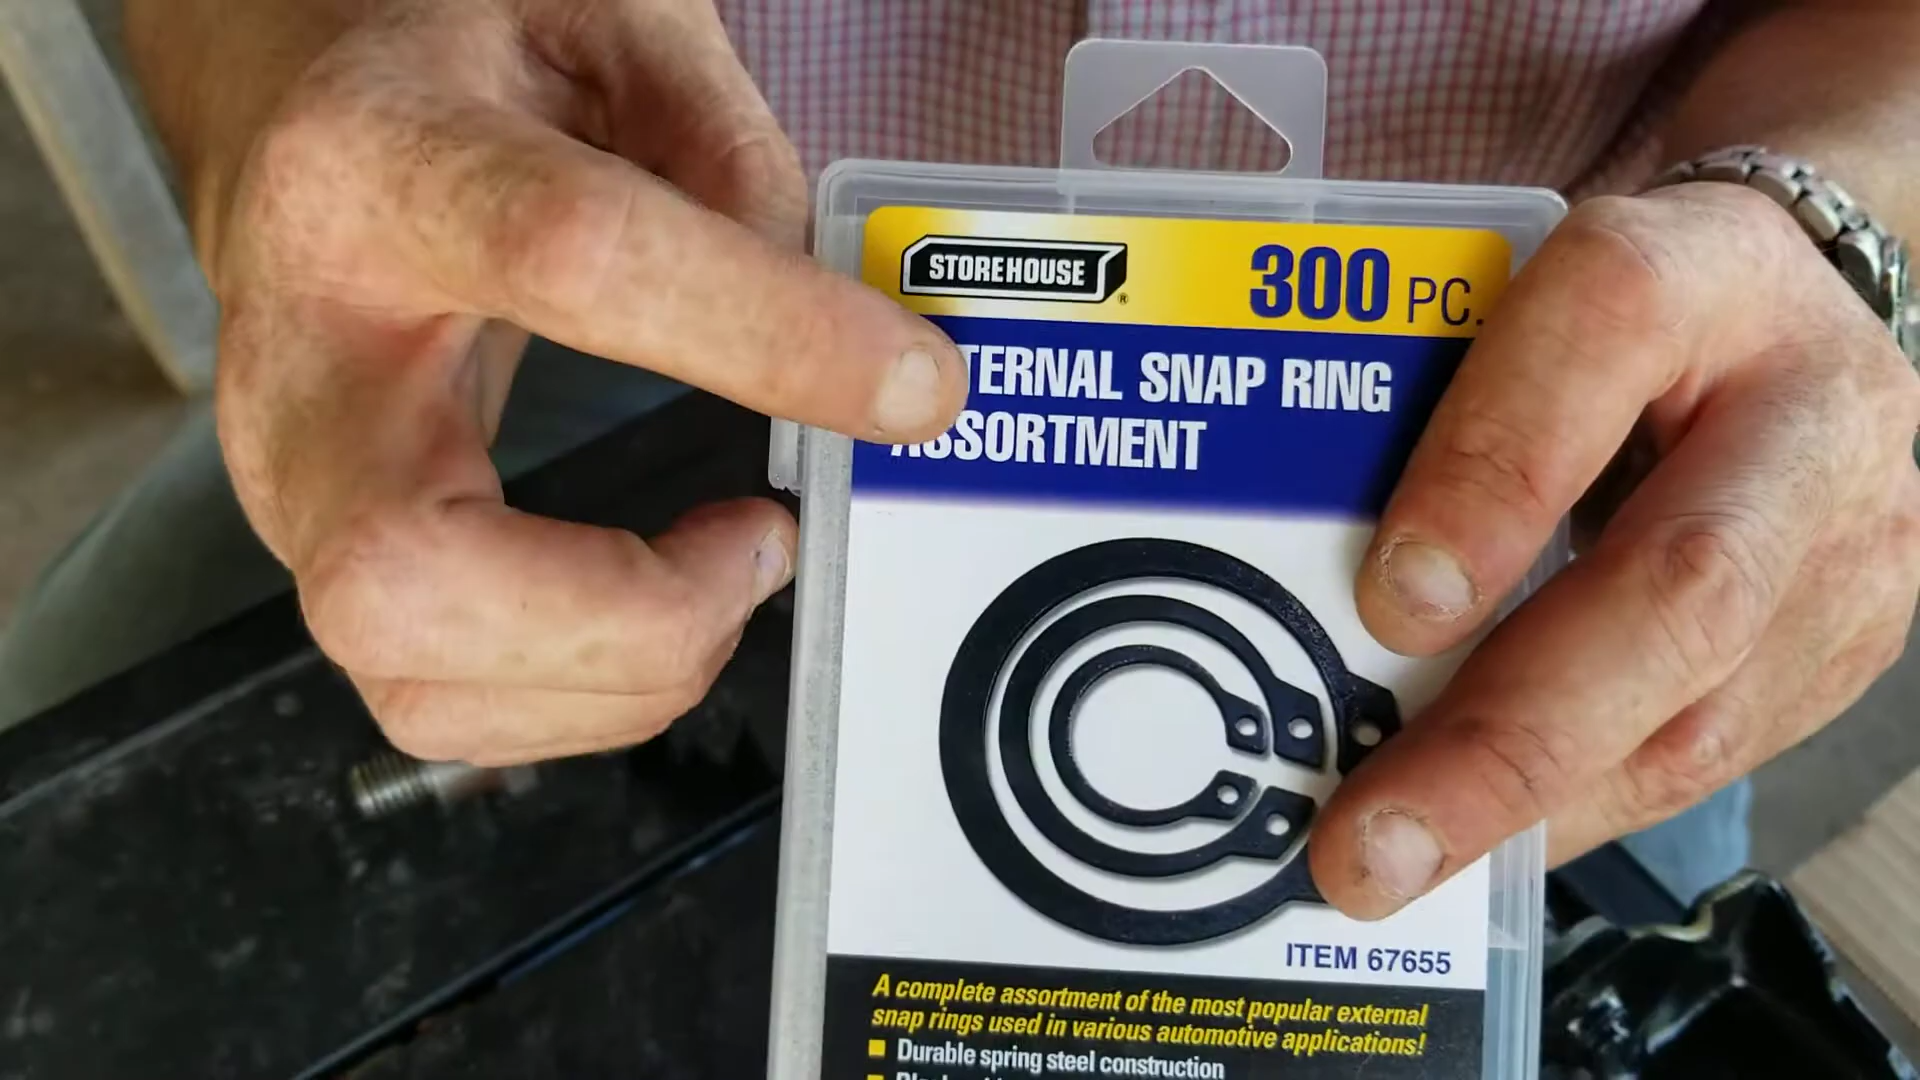 STOREHOUSE®
300 PC.
TERNAL SNAP RING
ASSORTMENT
ITEM 67655
A complete assortment of the most popular external
snap rings used in various automotive applications!
Durable spring steel construction